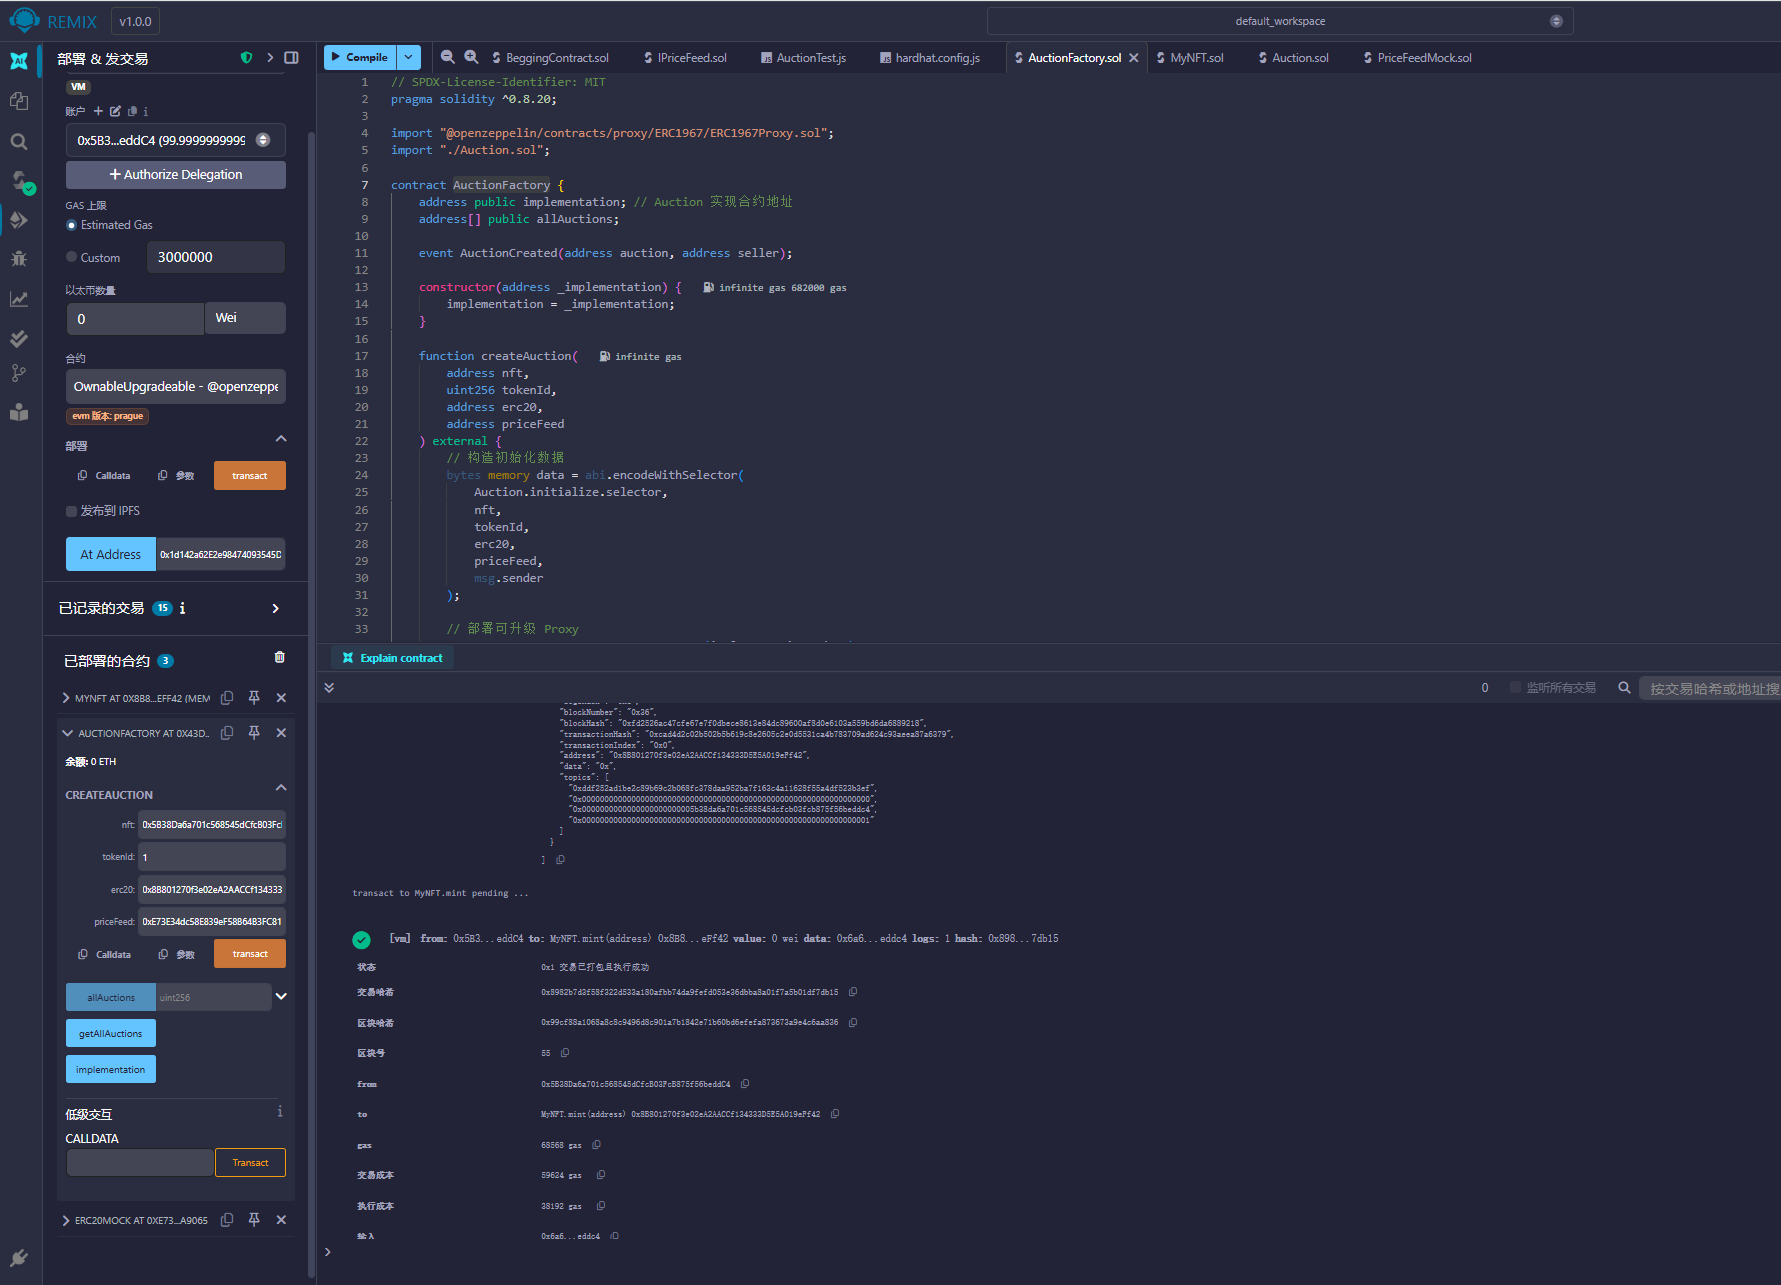 REMIX v1.0.0
default_workspace
部署 & 发交易
VM
账户
0x5B3...eddC4 (99.9999999999
Authorize Delegation
GAS 上限
Estimated Gas
Custom 3000000
以太币数量
0 Wei
合约
OwnableUpgradeable - @openzeppe
evm 版本: prague
部署
Calldata 参数 transact
发布到 IPFS
At Address 0x1d142a62E2e98474093545D
已记录的交易 15
已部署的合约 3
MYNFT AT 0X8B8...EFF42 (MEM
AUCTIONFACTORY AT 0X43D...
余额: 0 ETH
CREATEAUCTION
nft: 0x5B38Da6a701c568545dCfcB03Fcl
tokenId: 1
erc20: 0x8B801270f3e02eA2AACCf134333
priceFeed: 0xE73E34dc58E839eF58B64B3FC81
Calldata 参数 transact
allAuctions uint256
getAllAuctions
implementation
低级交互
CALLDATA
Transact
ERC20MOCK AT 0XE73...A9065
Compile BeggingContract.sol IPriceFeed.sol AuctionTest.js hardhat.config.js AuctionFactory.sol MyNFT.sol Auction.sol PriceFeedMock.sol
1 // SPDX-License-Identifier: MIT
2 pragma solidity ^0.8.20;
3
4 import "@openzeppelin/contracts/proxy/ERC1967/ERC1967Proxy.sol";
5 import "./Auction.sol";
6
7 contract AuctionFactory {
8 address public implementation; // Auction 实现合约地址
9 address[] public allAuctions;
10
11 event AuctionCreated(address auction, address seller);
12
13 constructor(address _implementation) { infinite gas 682000 gas
14 implementation = _implementation;
15 }
16
17 function createAuction( infinite gas
18 address nft,
19 uint256 tokenId,
20 address erc20,
21 address priceFeed
22 ) external {
23 // 构造初始化数据
24 bytes memory data = abi.encodeWithSelector(
25 Auction.initialize.selector,
26 nft,
27 tokenId,
28 erc20,
29 priceFeed,
30 msg.sender
31 );
32
33 // 部署可升级 Proxy
Explain contract
0 监听所有交易 按交易哈希或地址搜
"blockNumber": "0x36",
"blockHash": "0xfd2526ac47cfe67e7f0dbece8613e84dc89600af8d0e6103a559bd6da6889218",
"transactionHash": "0xcad4d2c02b502b5b619c8e2605c2e0d5531ca4b783709ad624c93aeea87a6379",
"transactionIndex": "0x0",
"address": "0x8B801270f3e02eA2AACCf134333D5E5A019eFf42",
"data": "0x",
"topics": [
"0xddf252ad1be2c89b69c2b068fc378daa952ba7f163c4a11628f55a4df523b3ef",
"0x0000000000000000000000000000000000000000000000000000000000000000",
"0x0000000000000000000000005b38da6a701c568545dcfcb03fcb875f56beddc4",
"0x0000000000000000000000000000000000000000000000000000000000000001"
]
}
]
transact to MyNFT.mint pending ...
[vm] from: 0x5B3...eddC4 to: MyNFT.mint(address) 0x8B8...eFf42 value: 0 wei data: 0x6a6...eddc4 logs: 1 hash: 0x898...7db15
状态 0x1 交易已打包且执行成功
交易哈希 0x8982b7d3f58f322d533a180afbb74da9fefd053e36dbba8a01f7a5b01df7db15
区块哈希 0x99cf88a1068a8c8c9496d8c901a7b1842e71b60bd6efefa873673a9e4c6aa836
区块号 55
from 0x5B38Da6a701c568545dCfcB03FcB875f56beddC4
to MyNFT.mint(address) 0x8B801270f3e02eA2AACCf134333D5E5A019eFf42
gas 68568 gas
交易成本 59624 gas
执行成本 38192 gas
输入 0x6a6...eddc4